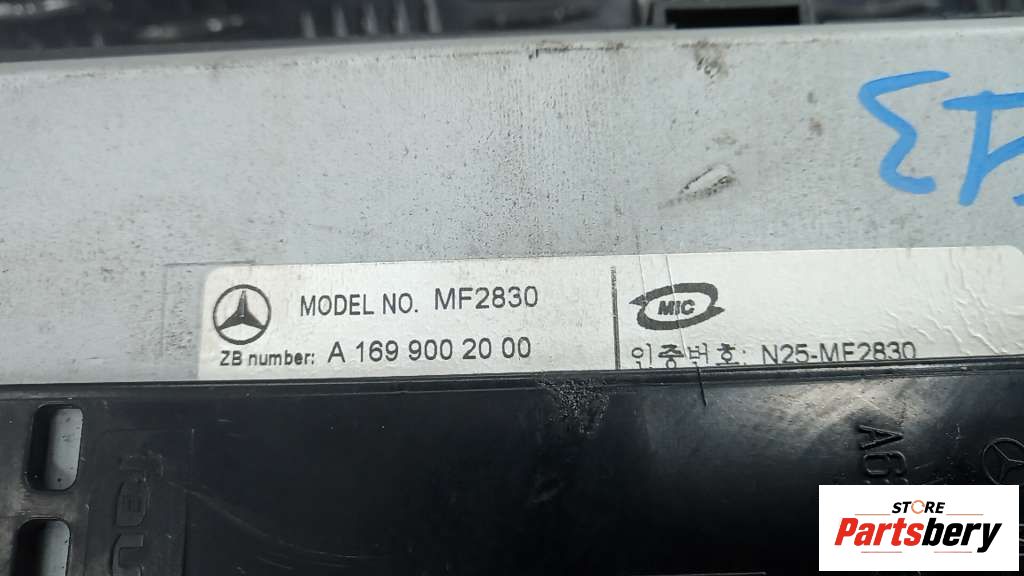 MODEL NO. MF2830
ZB number: A 169 900 20 00
MIC
인증번호: N25-MF2830
STORE
Partsbery